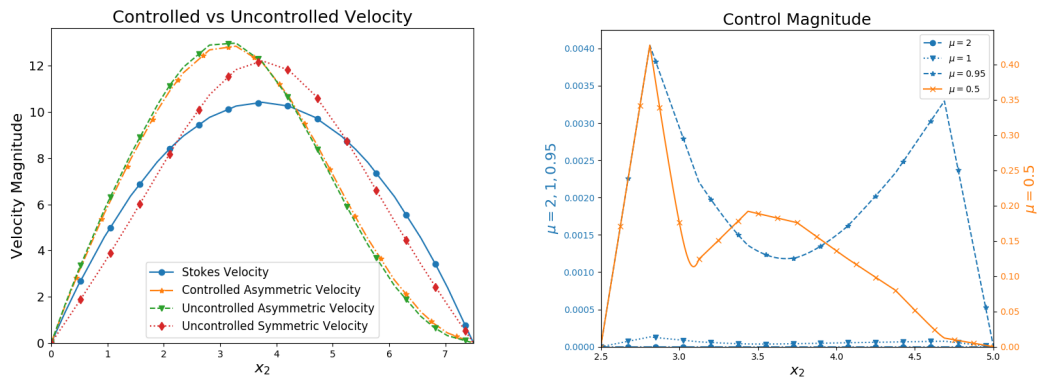 Controlled vs Uncontrolled Velocity
Velocity Magnitude
12
10
8
6
4
2
0
0 1 2 3 4 5 6 7
x₂
Stokes Velocity
Controlled Asymmetric Velocity
Uncontrolled Asymmetric Velocity
Uncontrolled Symmetric Velocity
Control Magnitude
μ = 2, 1, 0.95
0.0040
0.0035
0.0030
0.0025
0.0020
0.0015
0.0010
0.0005
0.0000
2.5 3.0 3.5 4.0 4.5 5.0
x₂
μ = 2
μ = 1
μ = 0.95
μ = 0.5
0.40
0.35
0.30
0.25
0.20
0.15
0.10
0.05
0.00
μ = 0.5